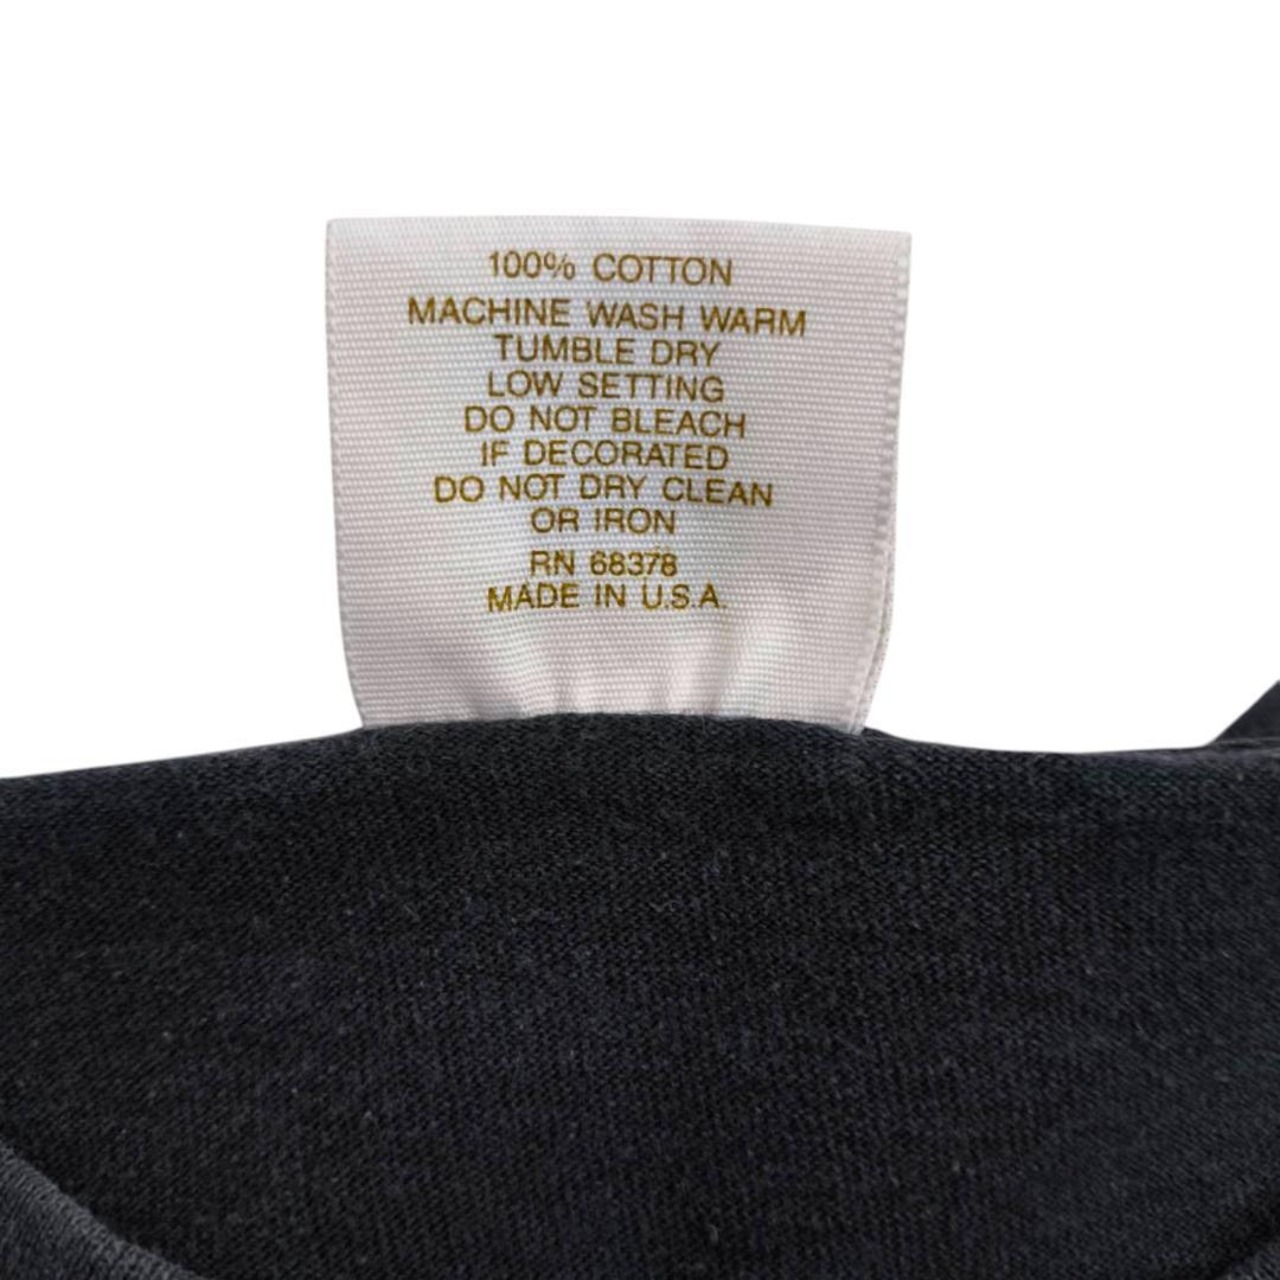 100% COTTON
MACHINE WASH WARM
TUMBLE DRY
LOW SETTING
DO NOT BLEACH
IF DECORATED
DO NOT DRY CLEAN
OR IRON
RN 68378
MADE IN U.S.A.